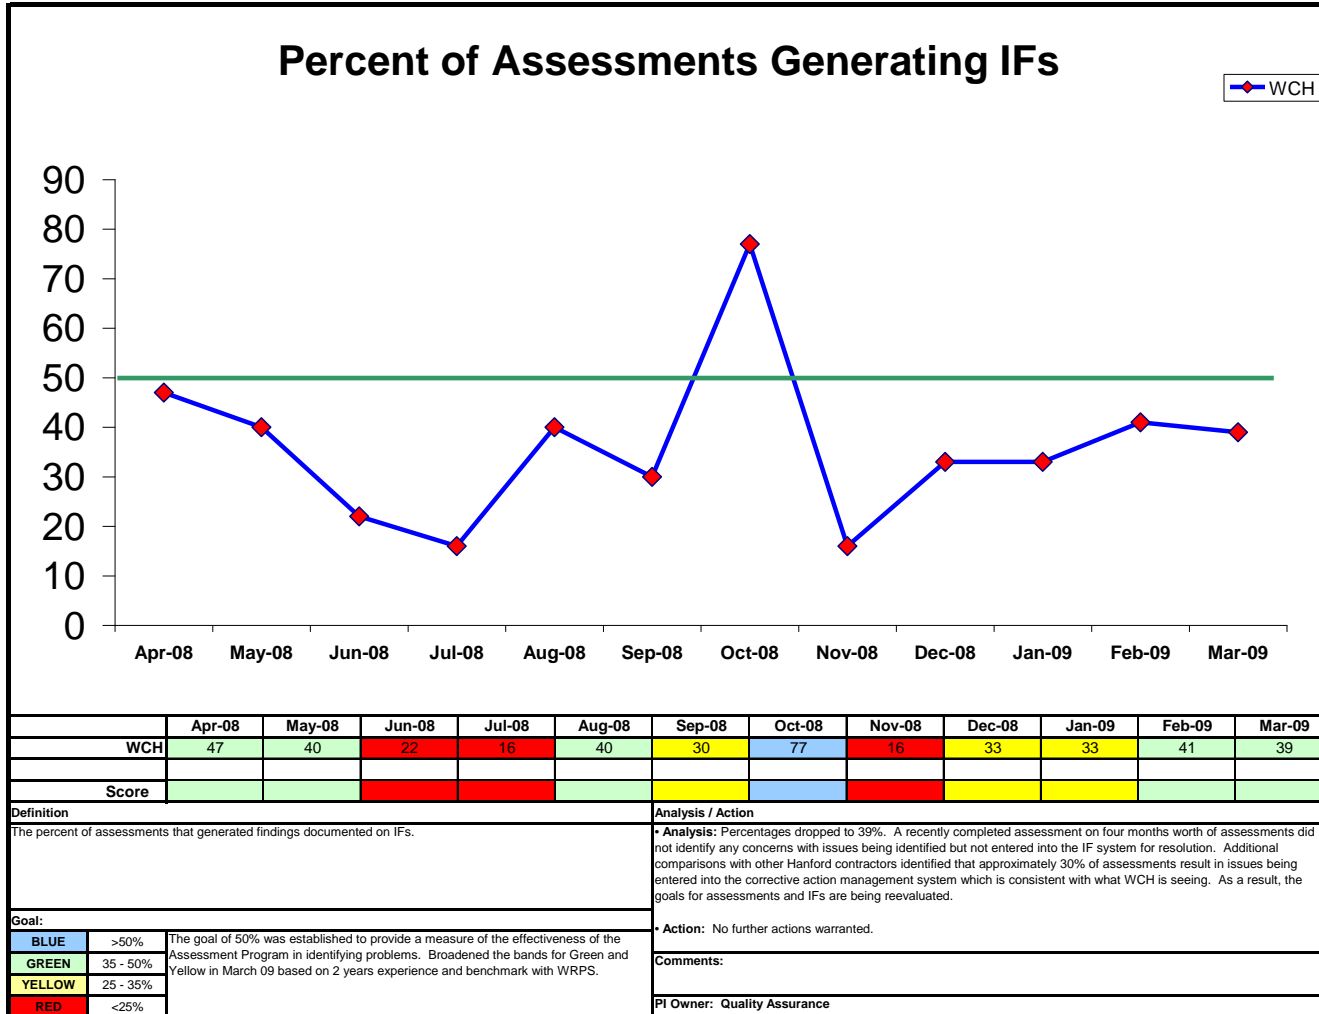 Percent of Assessments Generating IFs
WCH
90
80
70
60
50
40
30
20
10
0
Apr-08 May-08 Jun-08 Jul-08 Aug-08 Sep-08 Oct-08 Nov-08 Dec-08 Jan-09 Feb-09 Mar-09
Apr-08 May-08 Jun-08 Jul-08 Aug-08 Sep-08 Oct-08 Nov-08 Dec-08 Jan-09 Feb-09 Mar-09
WCH 47 40 22 16 40 30 77 16 33 33 41 39
Score
Definition
The percent of assessments that generated findings documented on IFs.
Goal:
BLUE >50%
GREEN 35 - 50%
YELLOW 25 - 35%
RED <25%
The goal of 50% was established to provide a measure of the effectiveness of the
Assessment Program in identifying problems. Broadened the bands for Green and
Yellow in March 09 based on 2 years experience and benchmark with WRPS.
Analysis / Action
• Analysis: Percentages dropped to 39%. A recently completed assessment on four months worth of assessments did
not identify any concerns with issues being identified but not entered into the IF system for resolution. Additional
comparisons with other Hanford contractors identified that approximately 30% of assessments result in issues being
entered into the corrective action management system which is consistent with what WCH is seeing. As a result, the
goals for assessments and IFs are being reevaluated.
• Action: No further actions warranted.
Comments:
PI Owner: Quality Assurance